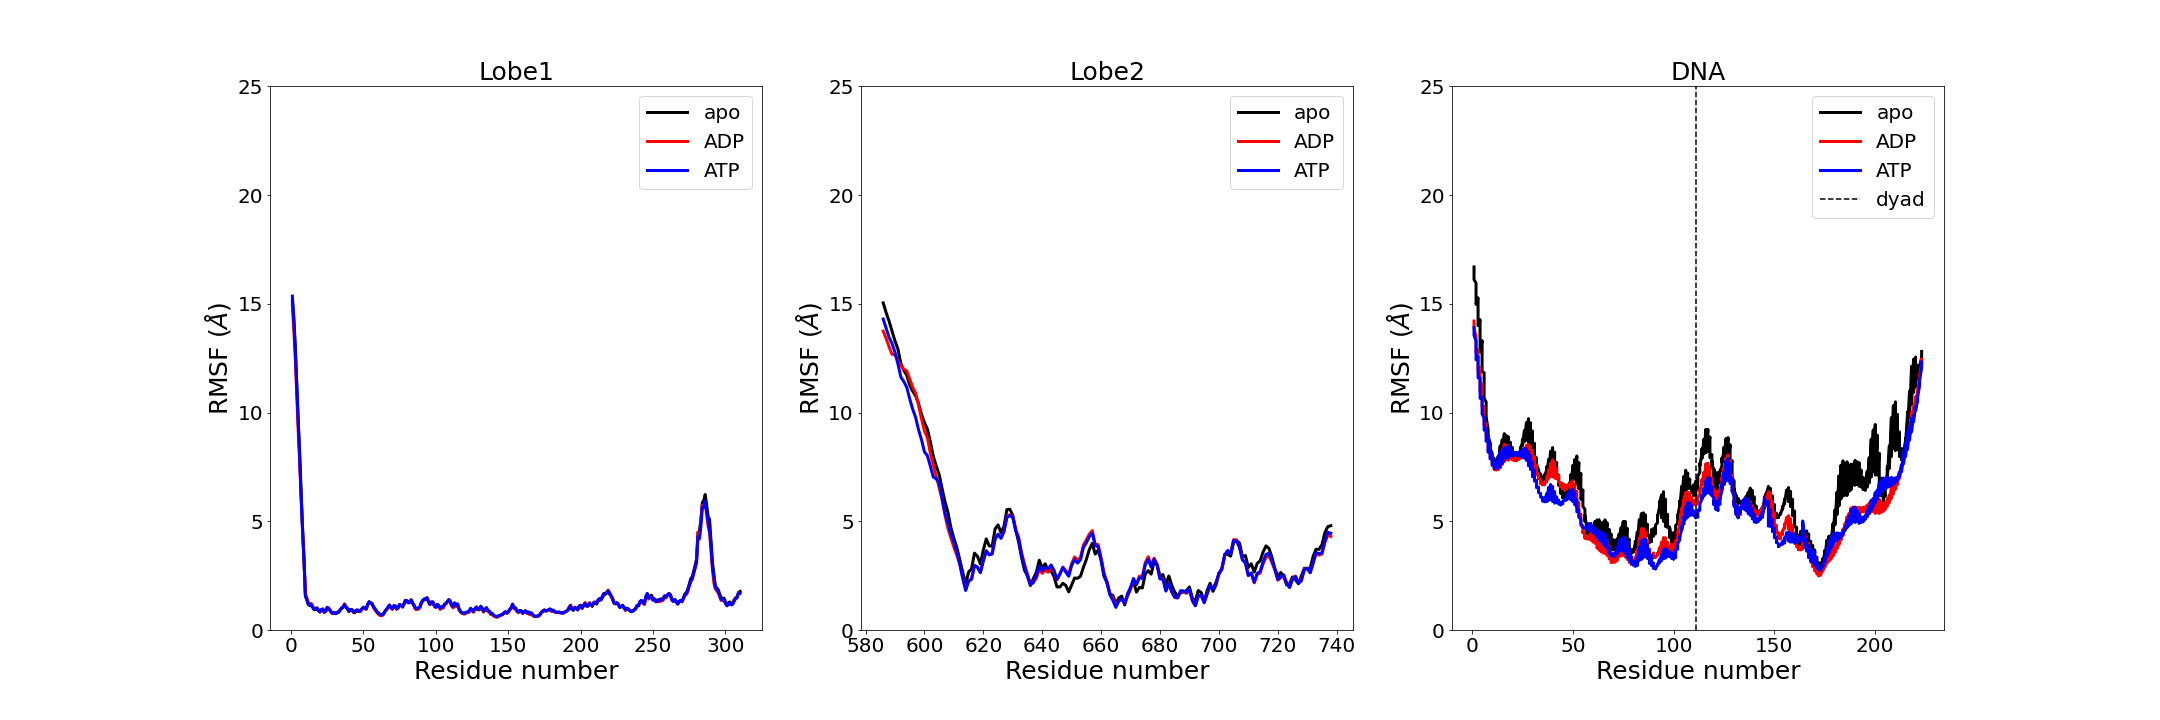 Lobe1
25
20
15
10
5
0
RMSF (Å)
0 50 100 150 200 250 300
Residue number
apo
ADP
ATP
Lobe2
25
20
15
10
5
0
RMSF (Å)
580 600 620 640 660 680 700 720 740
Residue number
apo
ADP
ATP
DNA
25
20
15
10
5
0
RMSF (Å)
0 50 100 150 200
Residue number
apo
ADP
ATP
dyad